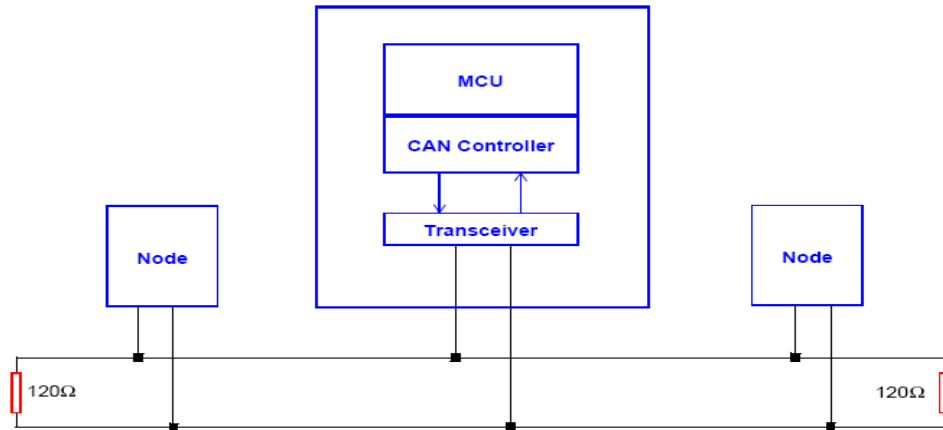 MCU
CAN Controller
Transceiver
Node
Node
120Ω
120Ω